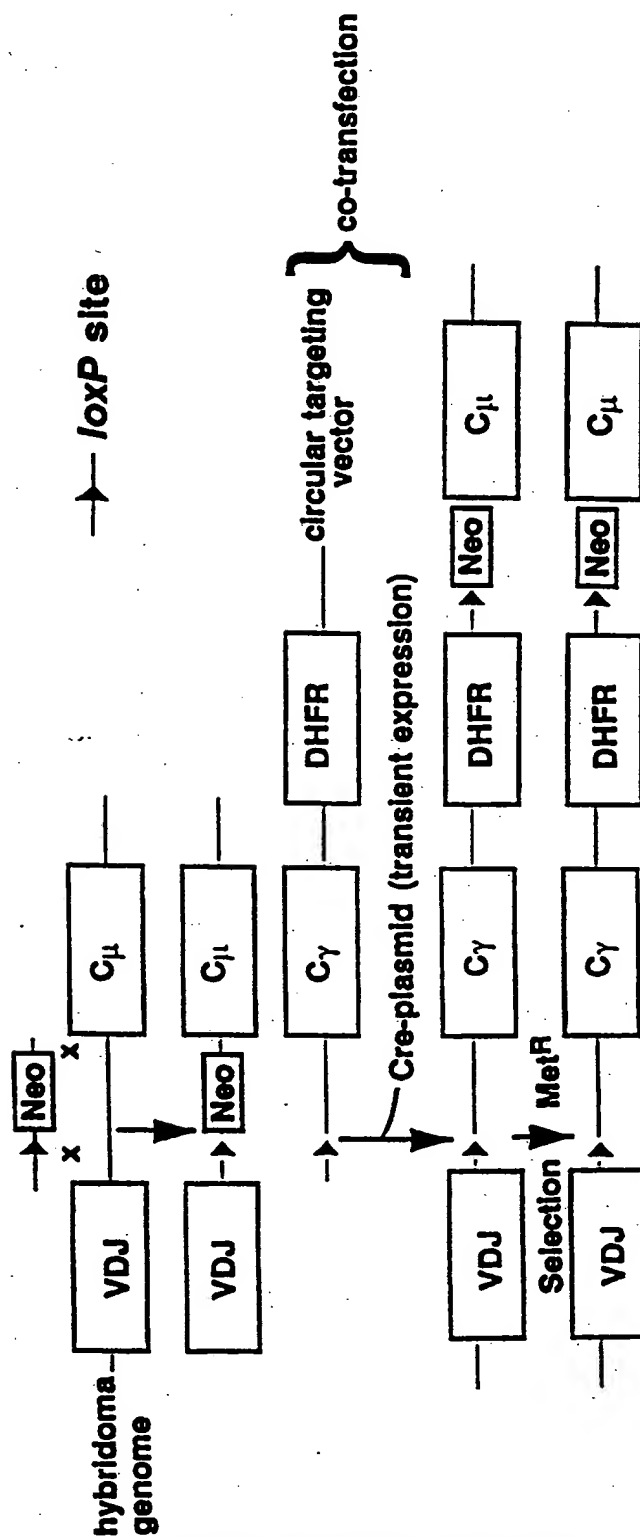 loxP site
Neo
x x
hybridoma genome
VDJ
Cμ
VDJ
Neo
Cμ
Cγ
DHFR
circular targeting vector
co-transfection
Cre-plasmid (transient expression)
VDJ
Cγ
DHFR
Neo
Cμ
Selection MetR
VDJ
Cγ
DHFR
Neo
Cμ